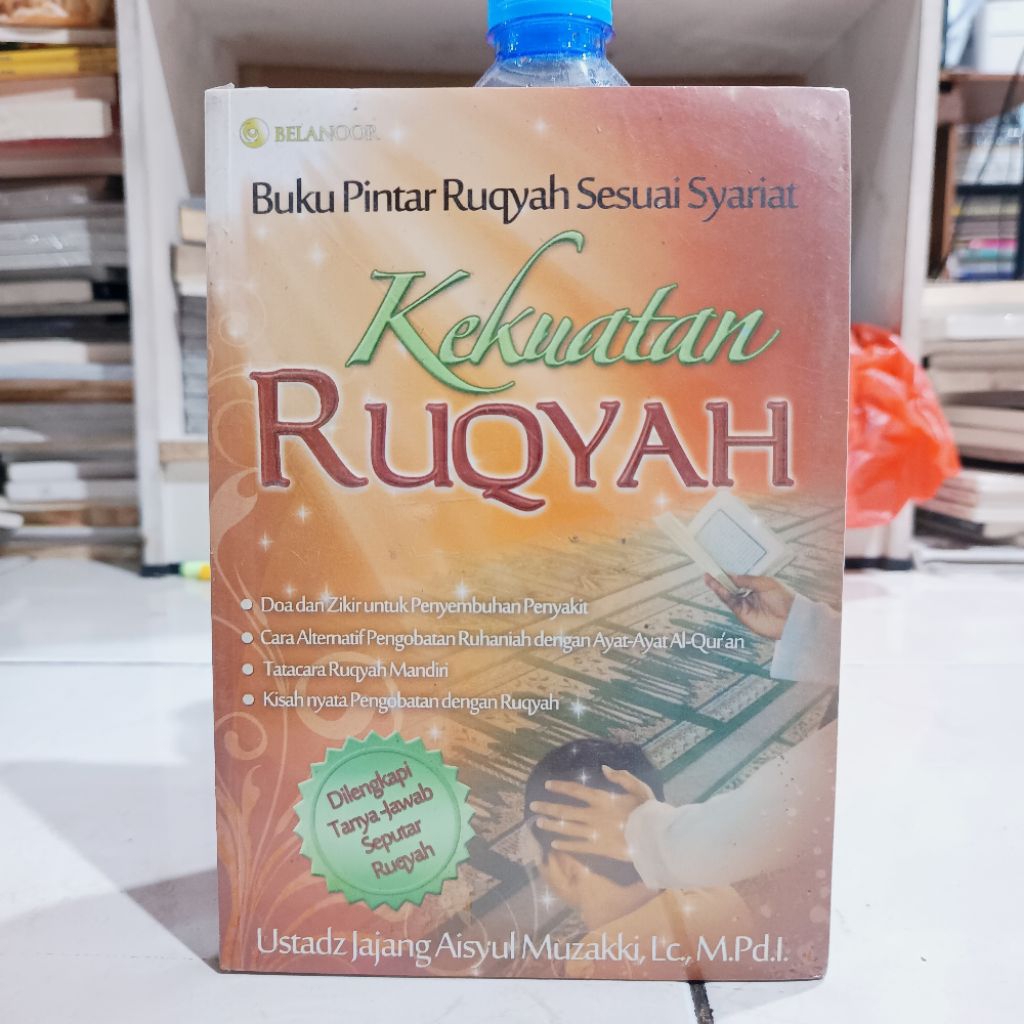 BELANOOR
Buku Pintar Ruqyah Sesuai Syariat
Kekuatan
RUQYAH
Doa dan Zikir untuk Penyembuhan Penyakit
Cara Alternatif Pengobatan Ruhaniah dengan Ayat-Ayat Al-Qur'an
Tatacara Ruqyah Mandiri
Kisah nyata Pengobatan dengan Ruqyah
Dilengkapi
Tanya-Jawab
Seputar
Ruqyah
Ustadz Jajang Aisyul Muzakki, Lc., M.Pd.I.